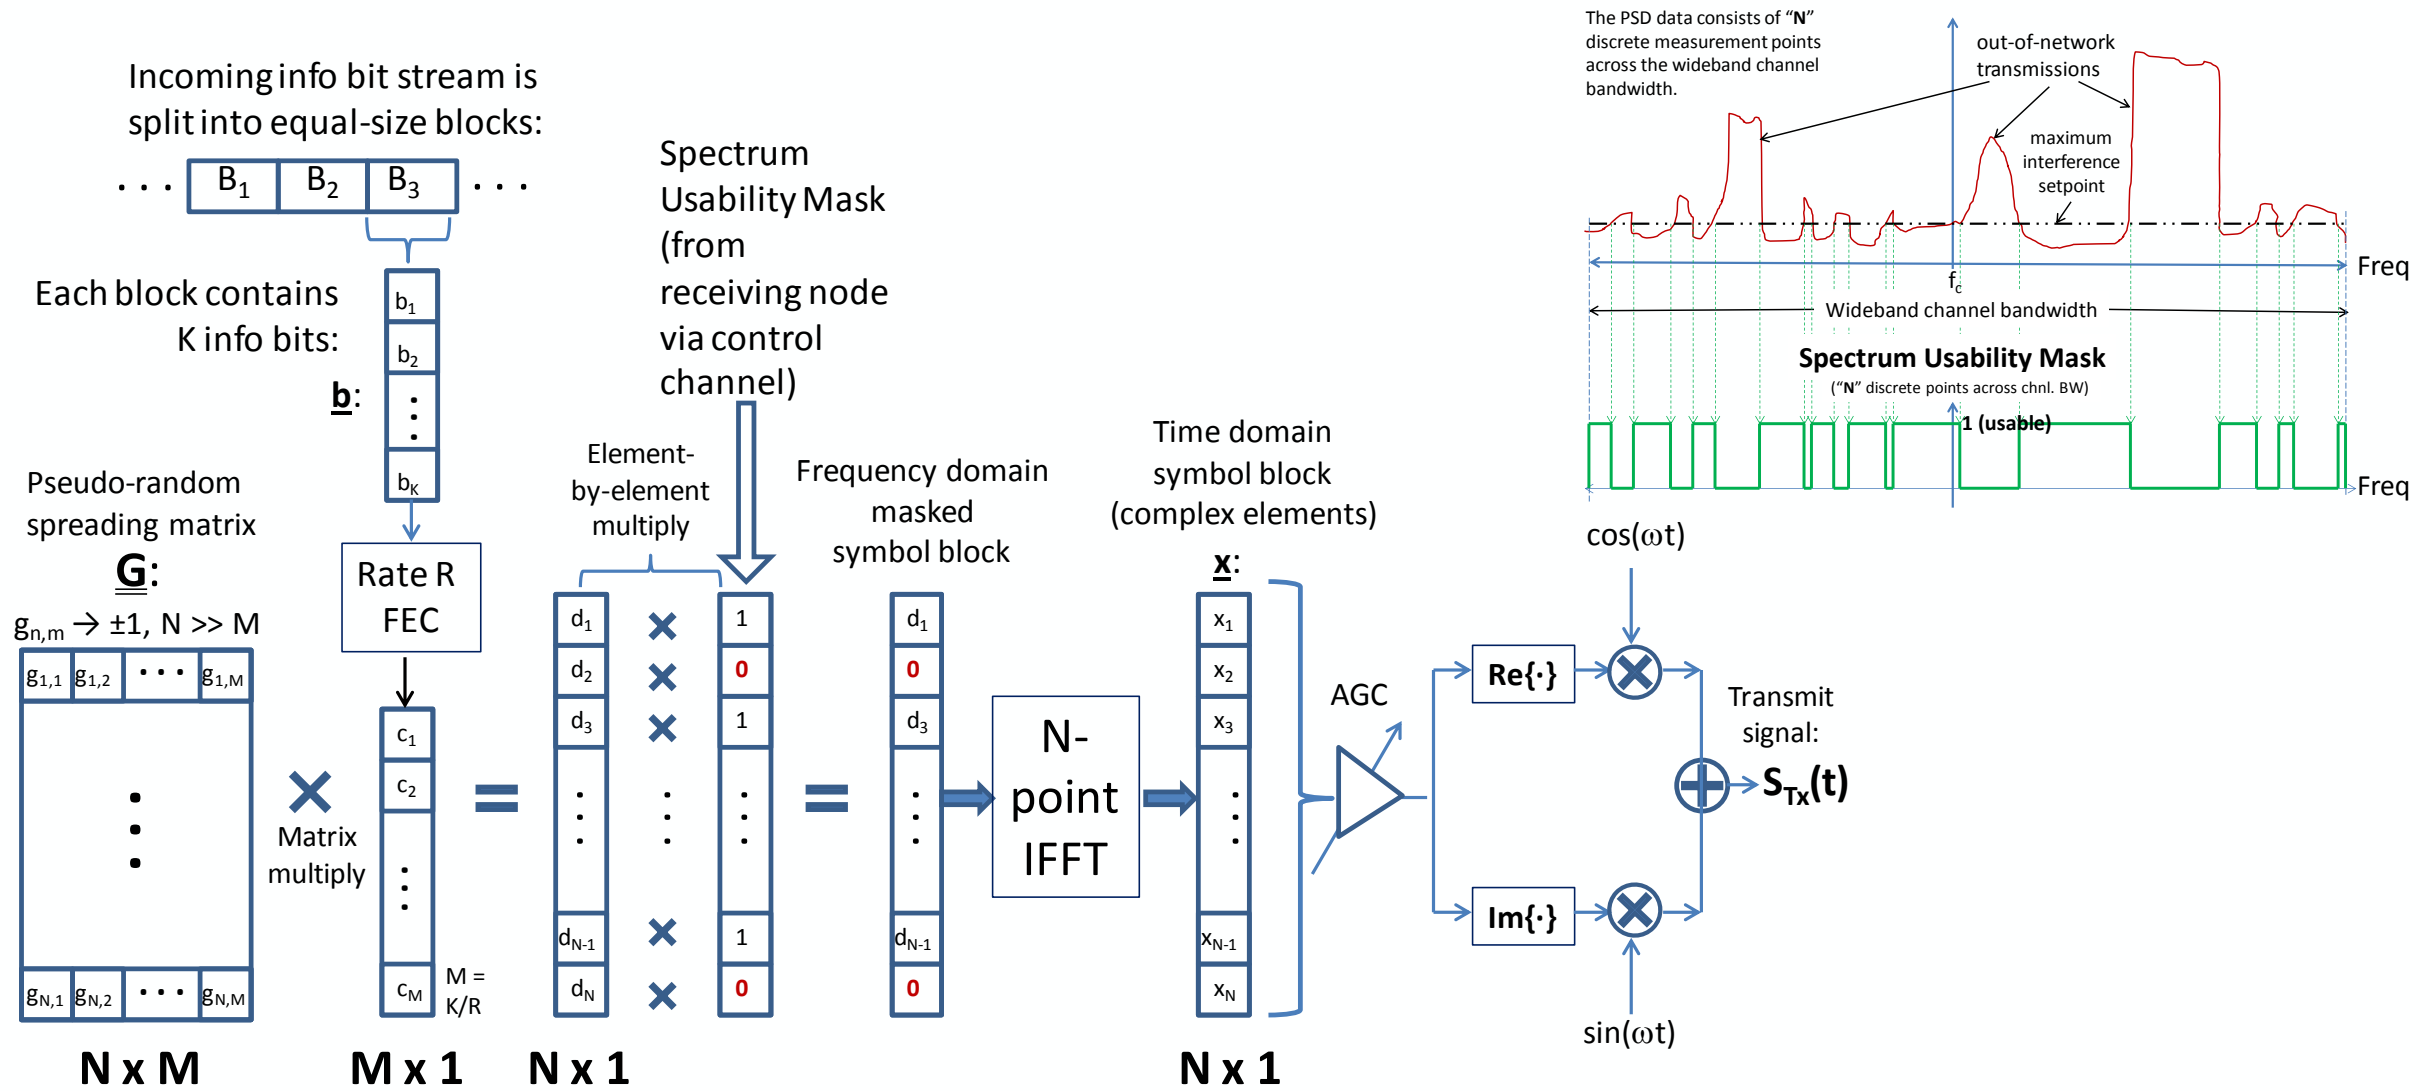 Incoming info bit stream is
split into equal-size blocks:
· · · B1 B2 B3 · · ·
Each block contains
K info bits:
b:
b1
b2
⋮
bK
Rate R
FEC
Pseudo-random
spreading matrix
G:
gn,m → ±1, N >> M
g1,1 g1,2 · · · g1,M
⋮
gN,1 gN,2 · · · gN,M
N x M
×
Matrix
multiply
c1
c2
⋮
cM
M =
K/R
M x 1
=
Spectrum
Usability Mask
(from
receiving node
via control
channel)
Element-
by-element
multiply
d1 × 1
d2 × 0
d3 × 1
⋮ ⋮ ⋮
dN-1 × 1
dN × 0
N x 1
=
Frequency domain
masked
symbol block
d1
0
d3
⋮
dN-1
0
N-
point
IFFT
Time domain
symbol block
(complex elements)
x:
x1
x2
x3
⋮
xN-1
xN
N x 1
AGC
Re{·}
Im{·}
cos(ωt)
sin(ωt)
Transmit
signal:
STx(t)
The PSD data consists of “N”
discrete measurement points
across the wideband channel
bandwidth.
out-of-network
transmissions
maximum
interference
setpoint
Freq
fc
Wideband channel bandwidth
Spectrum Usability Mask
(“N” discrete points across chnl. BW)
1 (usable)
Freq